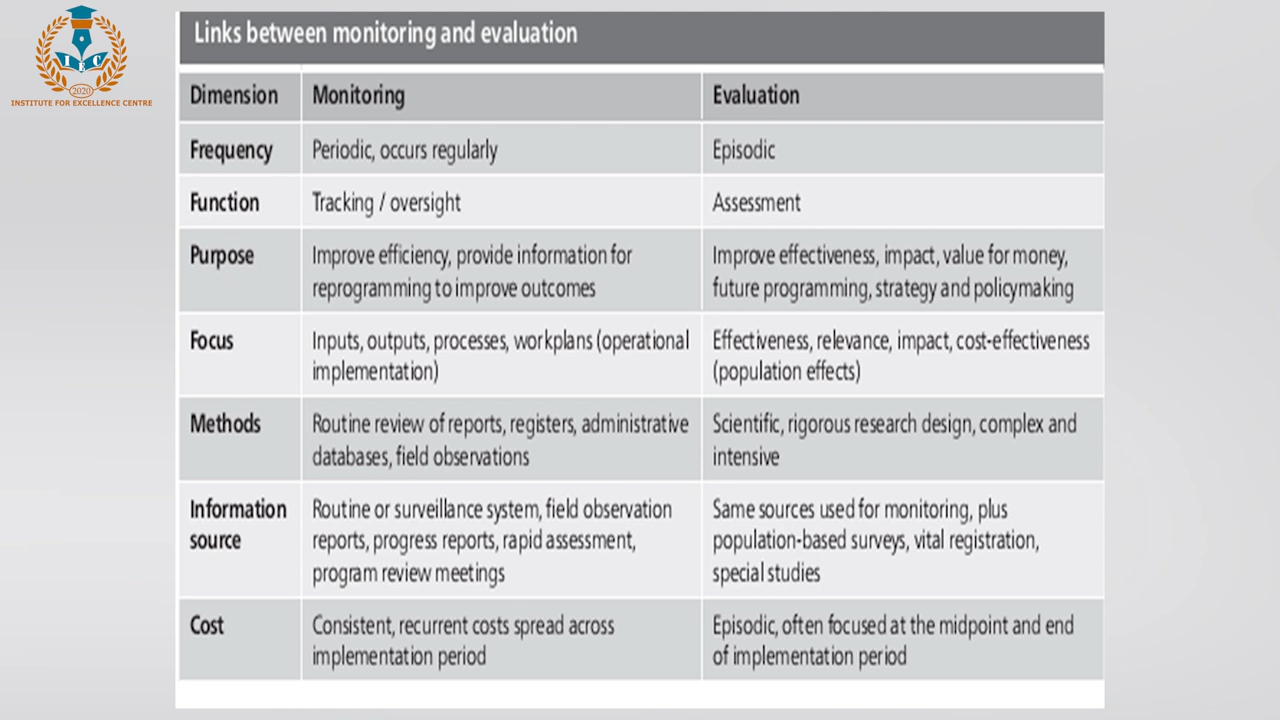 IEC
2020
INSTITUTE FOR EXCELLENCE CENTRE
Links between monitoring and evaluation
Dimension Monitoring Evaluation
Frequency Periodic, occurs regularly Episodic
Function Tracking / oversight Assessment
Purpose Improve efficiency, provide information for Improve effectiveness, impact, value for money,
reprogramming to improve outcomes future programming, strategy and policymaking
Focus Inputs, outputs, processes, workplans (operational Effectiveness, relevance, impact, cost-effectiveness
implementation) (population effects)
Methods Routine review of reports, registers, administrative Scientific, rigorous research design, complex and
databases, field observations intensive
Information Routine or surveillance system, field observation Same sources used for monitoring, plus
source reports, progress reports, rapid assessment, population-based surveys, vital registration,
program review meetings special studies
Cost Consistent, recurrent costs spread across Episodic, often focused at the midpoint and end
implementation period of implementation period